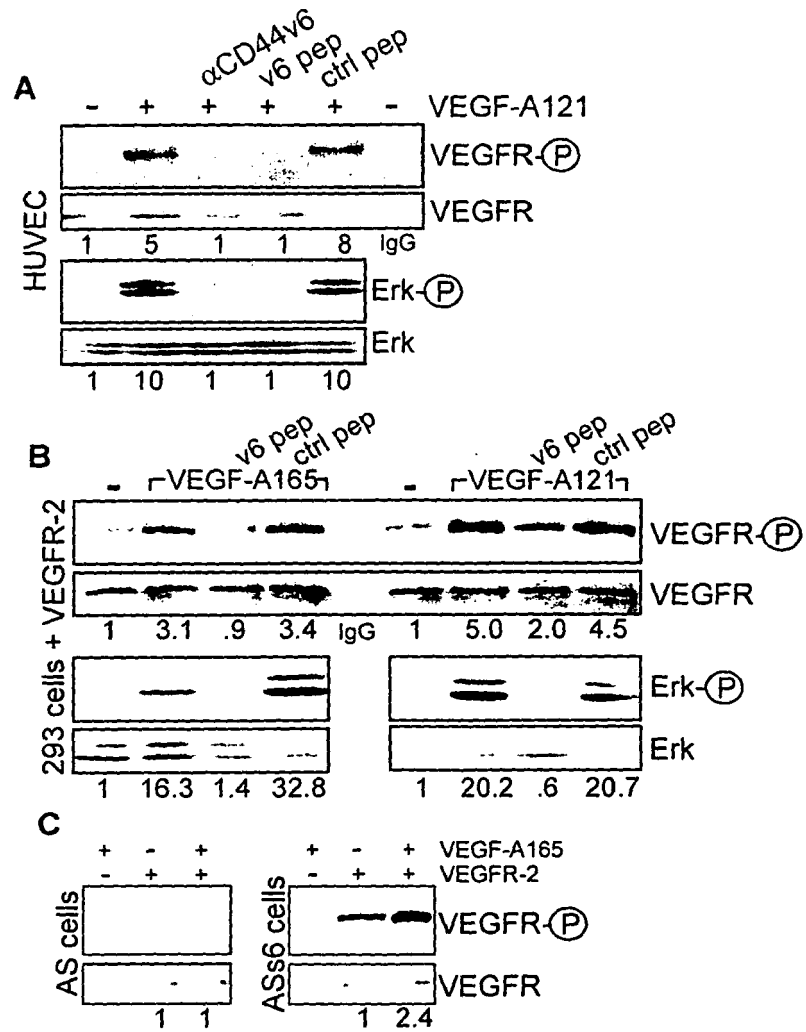 αCD44v6 v6 pep ctrl pep
A
- + + + + - VEGF-A121
VEGFR-Ⓟ
VEGFR
1 5 1 1 8 IgG
HUVEC
Erk-Ⓟ
Erk
1 10 1 1 10
v6 pep ctrl pep v6 pep ctrl pep
B
- VEGF-A165 - VEGF-A121
VEGFR-Ⓟ
VEGFR
1 3.1 .9 3.4 IgG 1 5.0 2.0 4.5
293 cells + VEGFR-2
Erk-Ⓟ
Erk
1 16.3 1.4 32.8 1 20.2 .6 20.7
C
+ - + + - + VEGF-A165
- + + - + + VEGFR-2
AS cells
ASs6 cells
VEGFR-Ⓟ
VEGFR
1 1 1 2.4